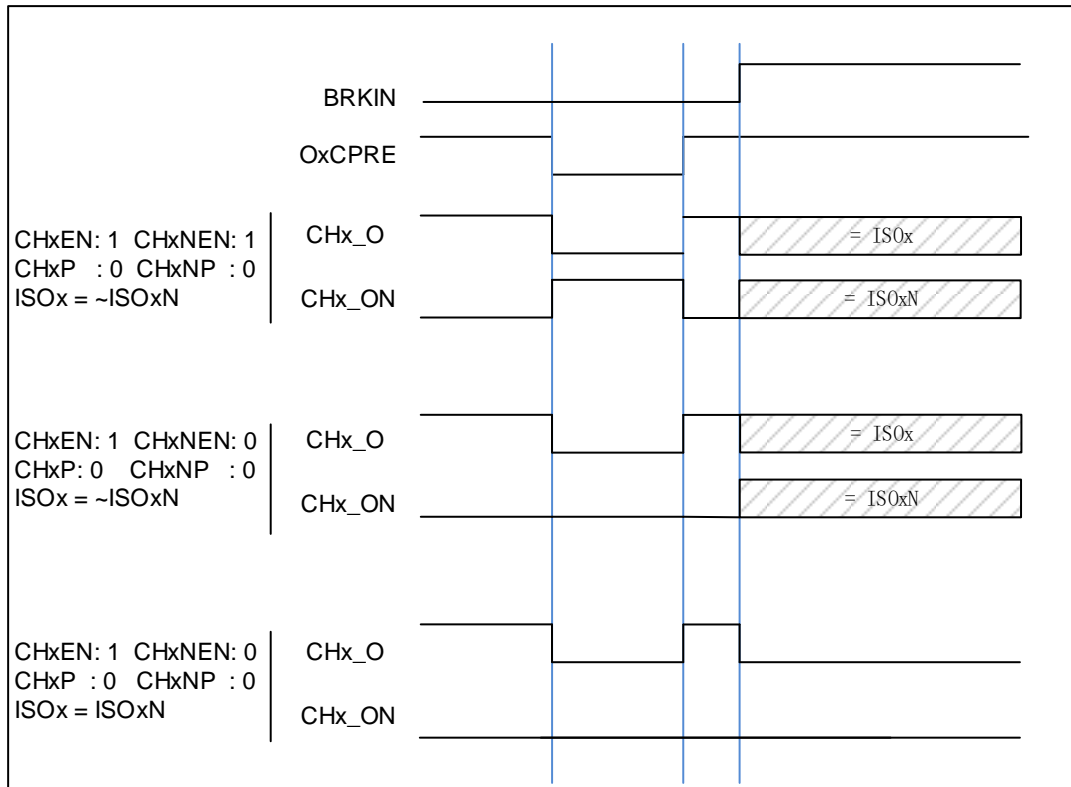 BRKIN
OxCPRE
CHxEN: 1 CHxNEN: 1
CHxP : 0 CHxNP : 0
ISOx = ~ISOxN
CHx_O
= ISOx
CHx_ON
= ISOxN
CHxEN: 1 CHxNEN: 0
CHxP: 0 CHxNP : 0
ISOx = ~ISOxN
CHx_O
= ISOx
CHx_ON
= ISOxN
CHxEN: 1 CHxNEN: 0
CHxP : 0 CHxNP : 0
ISOx = ISOxN
CHx_O
CHx_ON